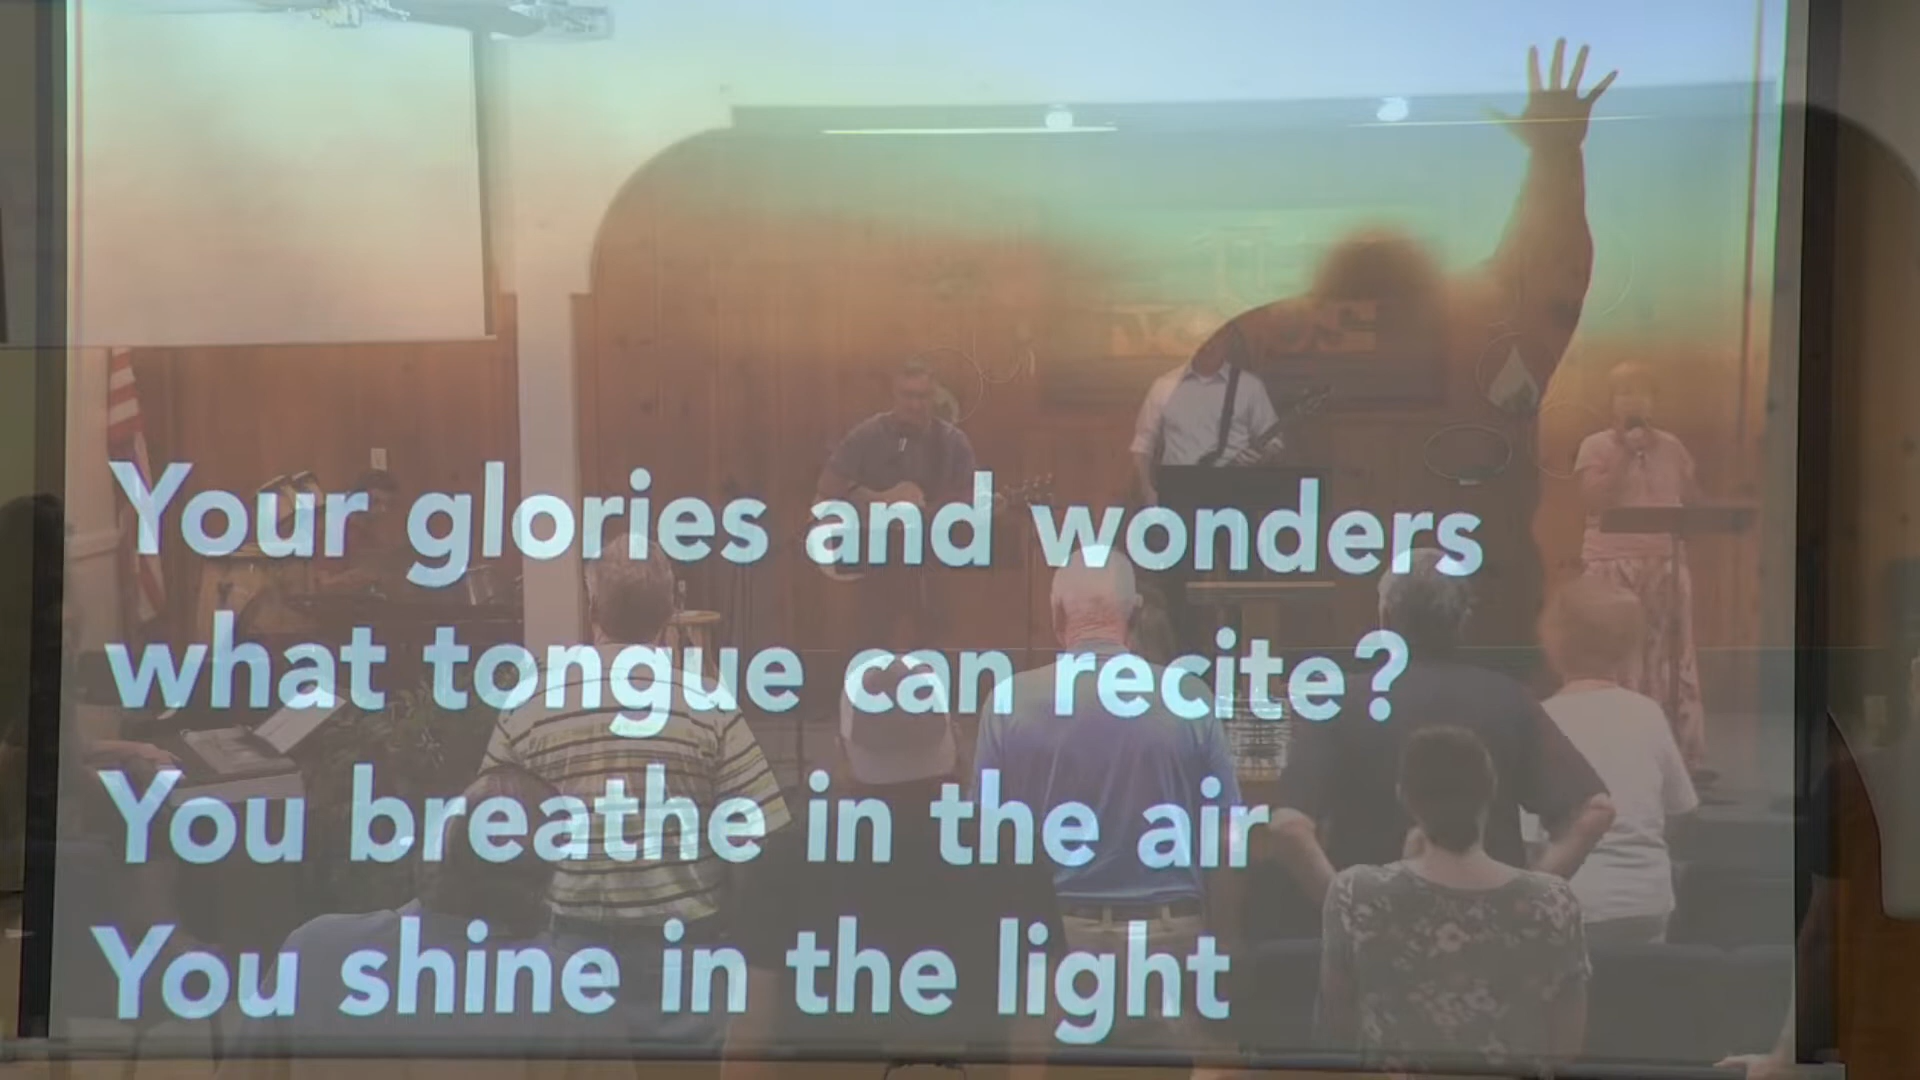 Your glories and wonders
what tongue can recite?
You breathe in the air
You shine in the light